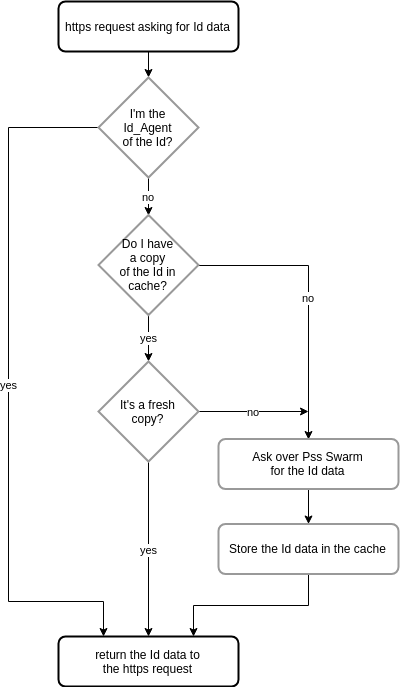 https request asking for Id data
I'm the
Id_Agent
of the Id?
no
Do I have
a copy
of the Id in
cache?
no
yes
yes
It's a fresh
copy?
no
Ask over Pss Swarm
for the Id data
Store the Id data in the cache
yes
return the Id data to
the https request